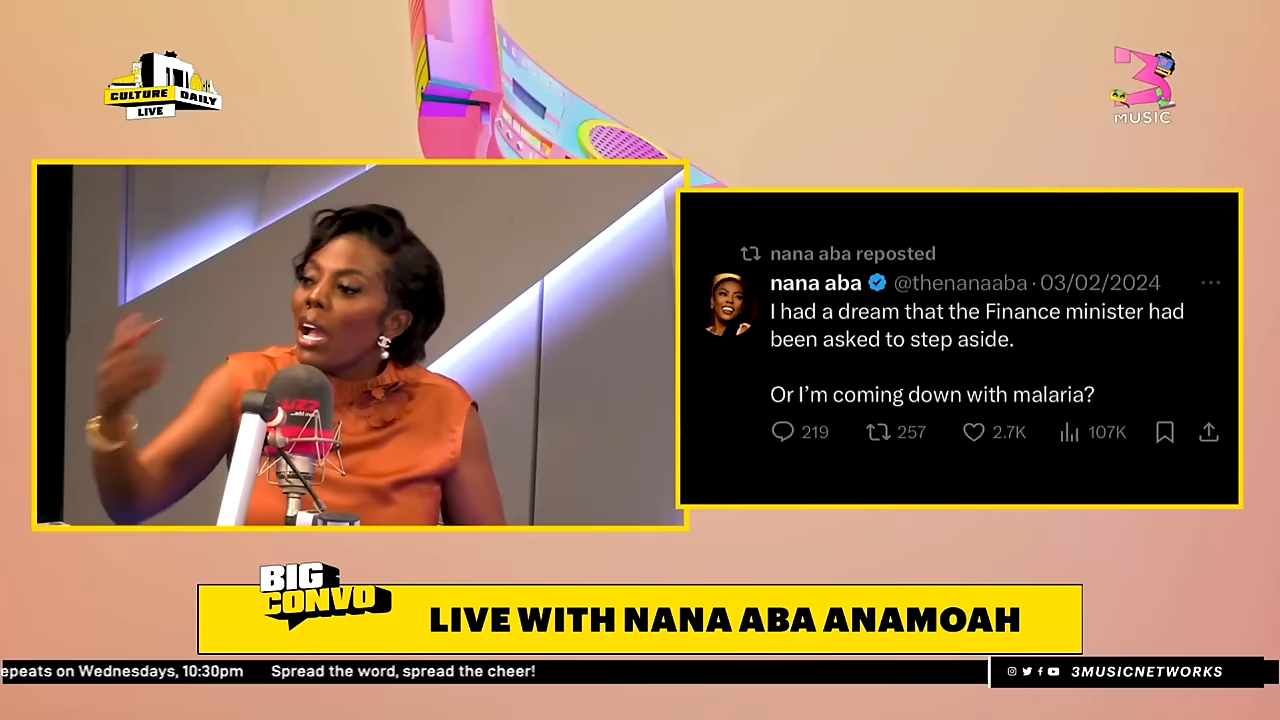 CULTURE DAILY
LIVE
3
MUSIC
nana aba reposted
nana aba @thenanaaba · 03/02/2024
I had a dream that the Finance minister had
been asked to step aside.
Or I'm coming down with malaria?
219 257 2.7K 107K
BIG
CONVO
LIVE WITH NANA ABA ANAMOAH
epeats on Wednesdays, 10:30pm Spread the word, spread the cheer!
3MUSICNETWORKS